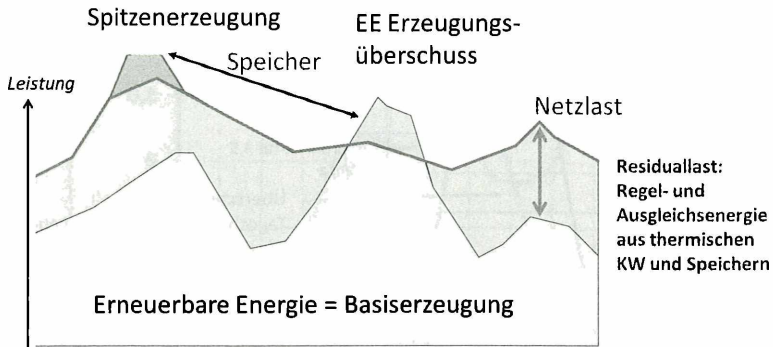 Spitzenerzeugung
EE Erzeugungs-
überschuss
Speicher
Leistung
Netzlast
Residuallast:
Regel- und
Ausgleichsenergie
aus thermischen
KW und Speichern
Erneuerbare Energie = Basiserzeugung